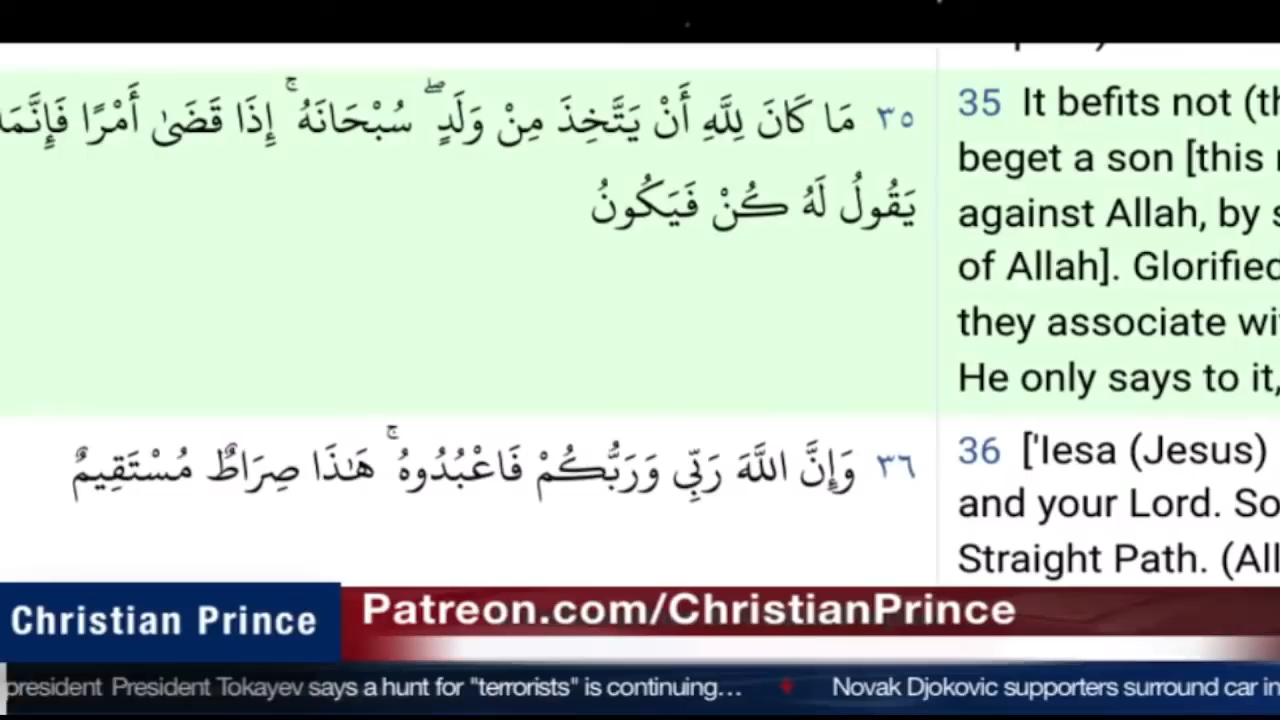 ٣٥ مَا كَانَ لِلَّهِ أَنْ يَتَّخِذَ مِنْ وَلَدٍ ۖ سُبْحَانَهُ ۚ إِذَا قَضَىٰ أَمْرًا فَإِنَّمَا
يَقُولُ لَهُ كُنْ فَيَكُونُ
35 It befits not (th
beget a son [this
against Allah, by s
of Allah]. Glorified
they associate wi
He only says to it,
٣٦ وَإِنَّ اللَّهَ رَبِّي وَرَبُّكُمْ فَاعْبُدُوهُ ۚ هَٰذَا صِرَاطٌ مُسْتَقِيمٌ
36 ['Iesa (Jesus)
and your Lord. So
Straight Path. (All
Christian Prince
Patreon.com/ChristianPrince
president President Tokayev says a hunt for "terrorists" is continuing... Novak Djokovic supporters surround car in